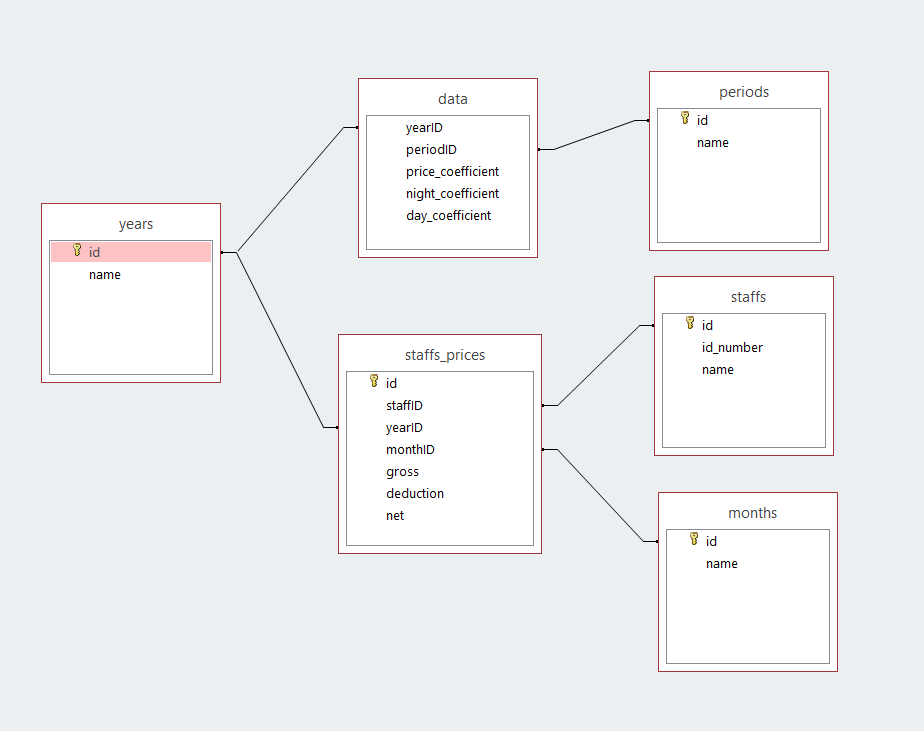 years
id
name
data
yearID
periodID
price_coefficient
night_coefficient
day_coefficient
periods
id
name
staffs_prices
id
staffID
yearID
monthID
gross
deduction
net
staffs
id
id_number
name
months
id
name